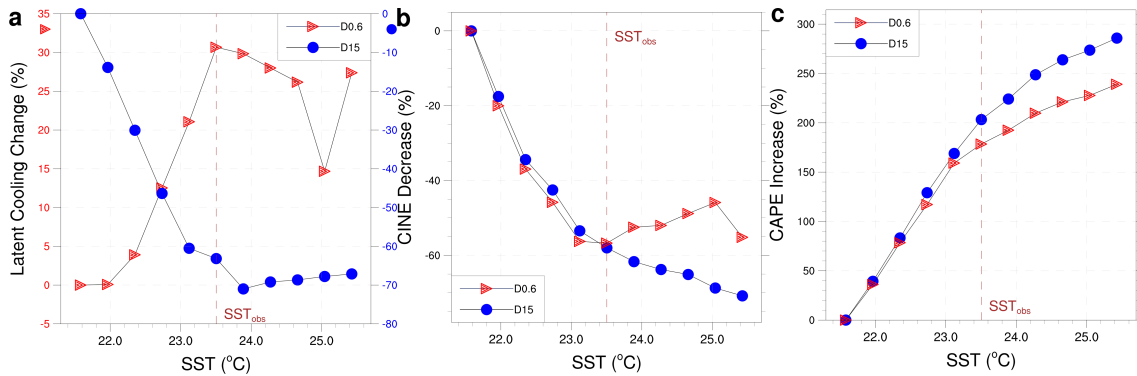 a
35
30
25
20
15
10
5
0
-5
Latent Cooling Change (%)
D0.6
D15
0
-10
-20
-30
-40
-50
-60
-70
-80
SSTobs
22.0 23.0 24.0 25.0
SST (°C)
b
CINE Decrease (%)
0
-20
-40
-60
SSTobs
D0.6
D15
22.0 23.0 24.0 25.0
SST (°C)
c
CAPE Increase (%)
300
250
200
150
100
50
0
D0.6
D15
SSTobs
22.0 23.0 24.0 25.0
SST (°C)